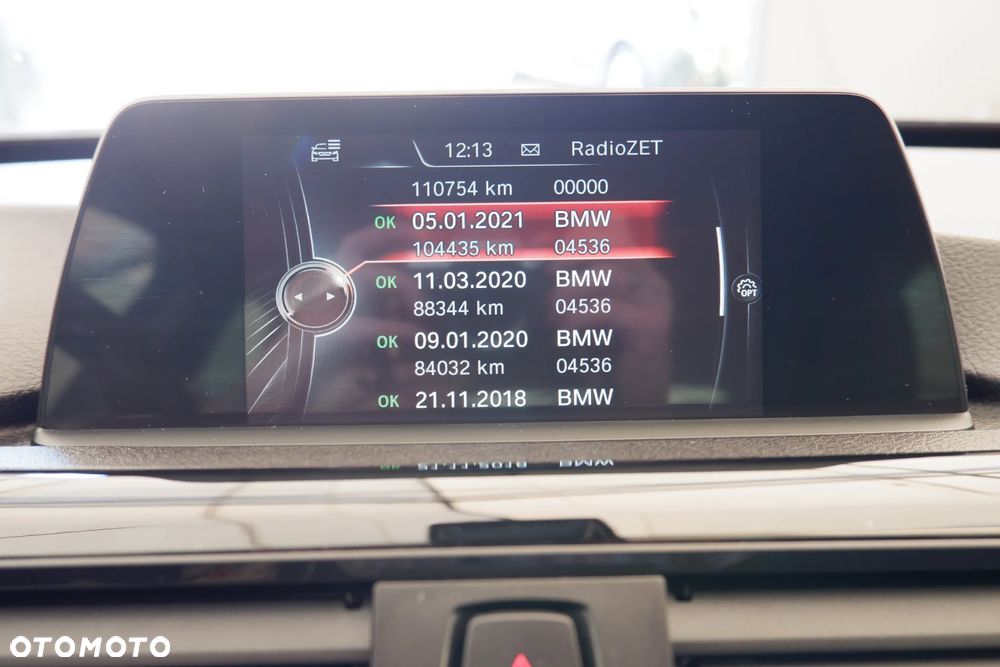 12:13 RadioZET
110754 km 00000
OK 05.01.2021 BMW
104435 km 04536
OK 11.03.2020 BMW
88344 km 04536
OPT
OK 09.01.2020 BMW
84032 km 04536
OK 21.11.2018 BMW
OTOMOTO